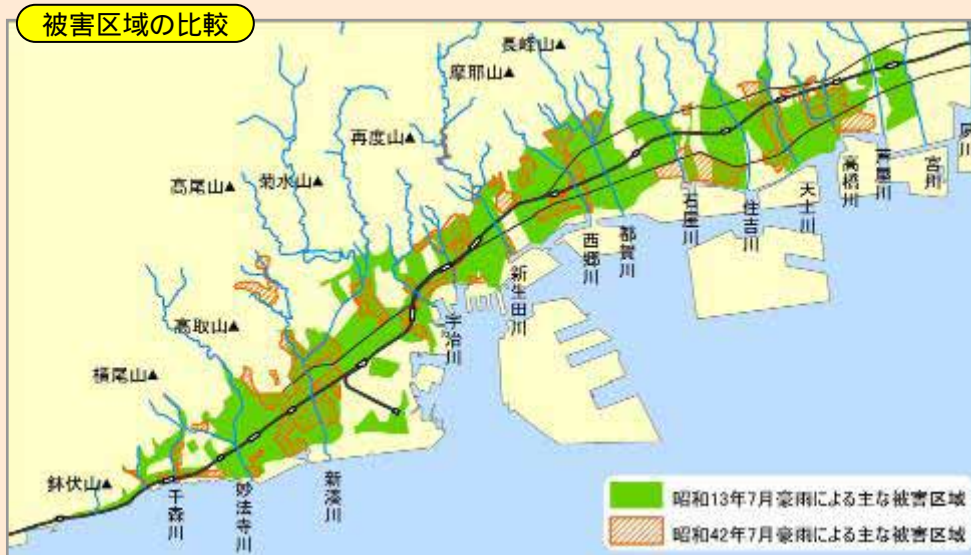 被害区域の比較
長峰山▲
摩耶山▲
再度山▲
菊水山▲
高尾山▲
高取山▲
横尾山▲
鉢伏山▲
千森川
妙法寺川
新湊川
宇治川
新生田川
西郷川
都賀川
石屋川
住吉川
天上川
高橋川
芦屋川
宮川
昭和13年7月豪雨による主な被害区域
昭和42年7月豪雨による主な被害区域